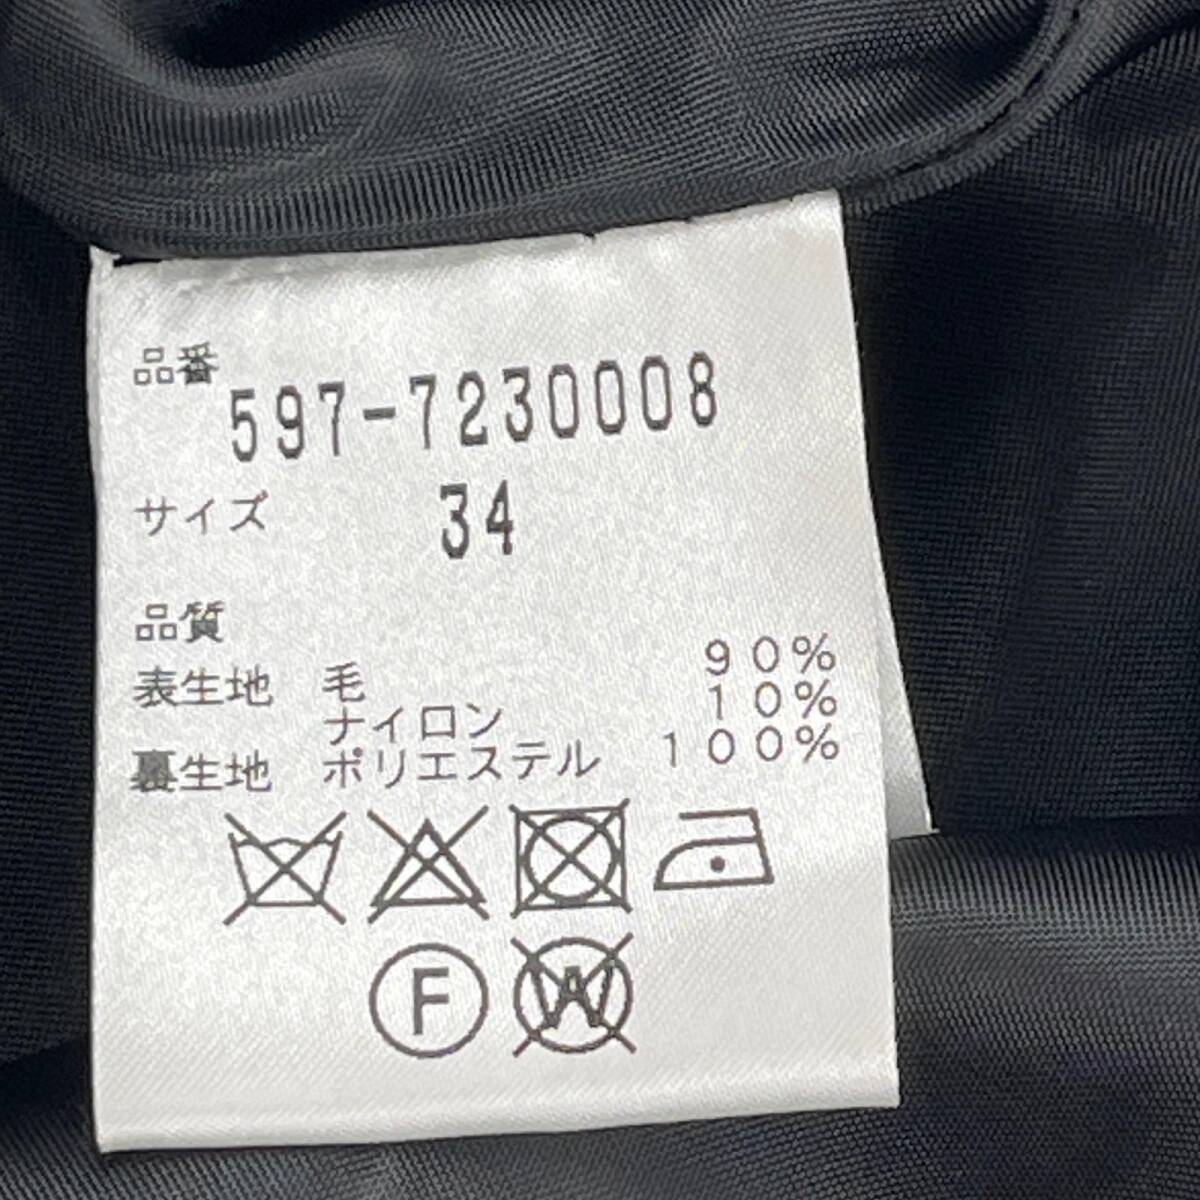 品番
597-7230008
サイズ 34
品質
表生地 毛 90%
ナイロン 10%
裏生地 ポリエステル 100%
F W